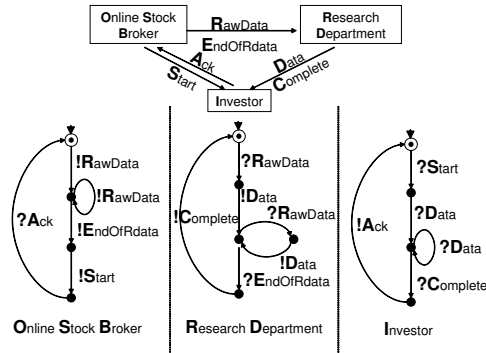 Online Stock
Broker
RawData
EndOfRdata
Research
Department
Ack
Start
Data
Complete
Investor
!RawData
!RawData
?Ack
!EndOfRdata
!Start
Online Stock Broker
?RawData
!Data
?RawData
!Complete
!Data
?EndOfRdata
Research Department
?Start
?Data
!Ack
?Data
?Complete
Investor